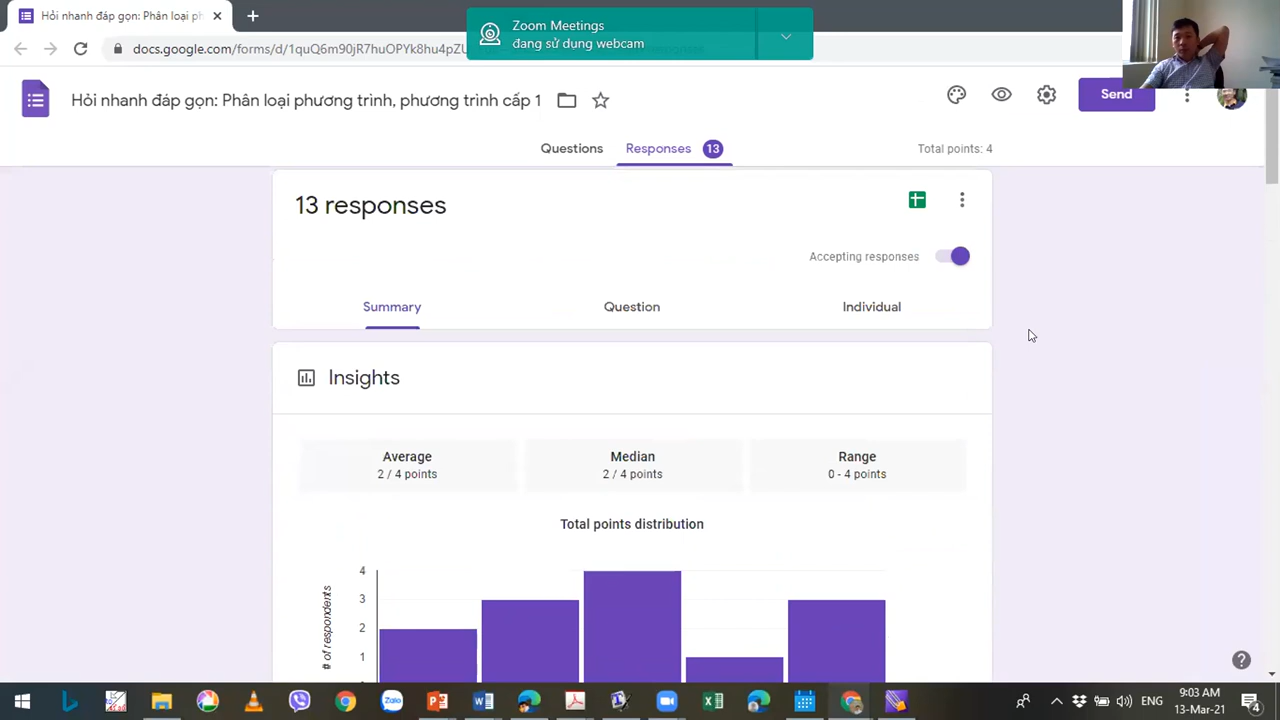 Hỏi nhanh đáp gọn: Phân loại ph
Zoom Meetings
đang sử dụng webcam
docs.google.com/forms/d/1quQ6m90jR7huOPYk8hu4pZU
Hỏi nhanh đáp gọn: Phân loại phương trình, phương trình cấp 1
Send
Questions
Responses 13
Total points: 4
13 responses
Accepting responses
Summary
Question
Individual
Insights
Average
2 / 4 points
Median
2 / 4 points
Range
0 - 4 points
Total points distribution
# of respondents
4
3
2
1
Zalo
ENG
9:03 AM
13-Mar-21
4